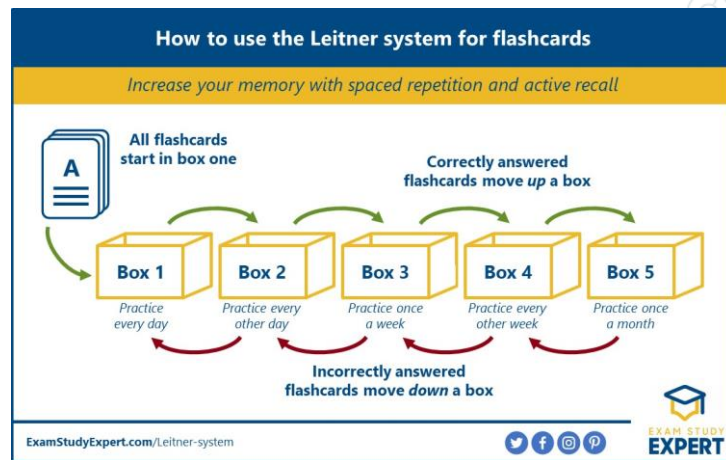 How to use the Leitner system for flashcards
Increase your memory with spaced repetition and active recall
All flashcards
start in box one
A
Correctly answered
flashcards move up a box
Box 1
Box 2
Box 3
Box 4
Box 5
Practice
every day
Practice every
other day
Practice once
a week
Practice every
other week
Practice once
a month
Incorrectly answered
flashcards move down a box
ExamStudyExpert.com/Leitner-system
EXAM STUDY
EXPERT